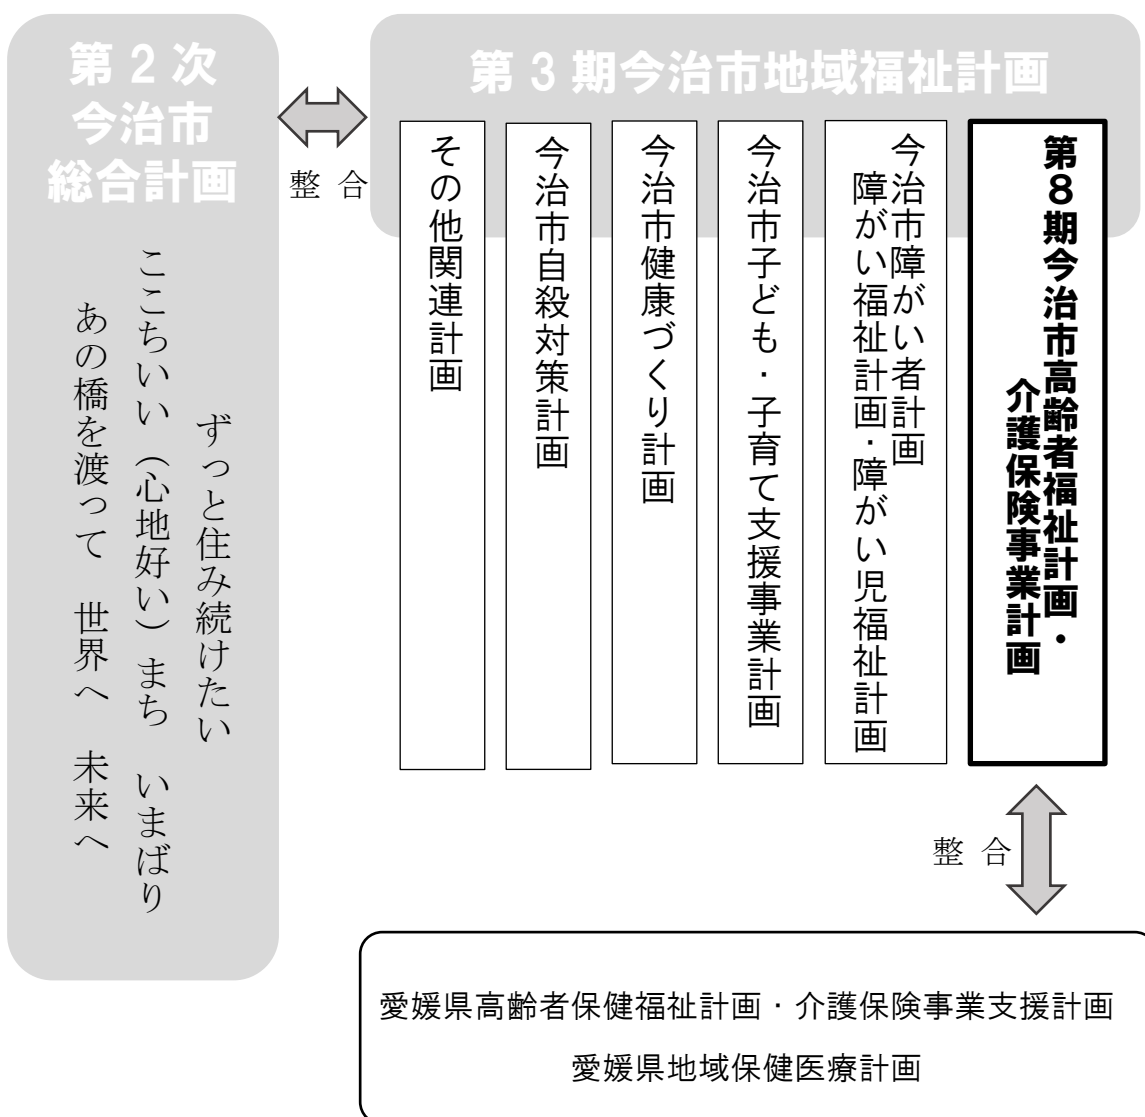 第２次
今治市
総合計画
ずっと住み続けたい
ここちいい（心地好い）まち　いまばり
あの橋を渡って　世界へ　未来へ
整 合
第３期今治市地域福祉計画
第８期今治市高齢者福祉計画・
介護保険事業計画
今治市障がい者計画
障がい福祉計画・障がい児福祉計画
今治市子ども・子育て支援事業計画
今治市健康づくり計画
今治市自殺対策計画
その他関連計画
整 合
愛媛県高齢者保健福祉計画・介護保険事業支援計画
愛媛県地域保健医療計画